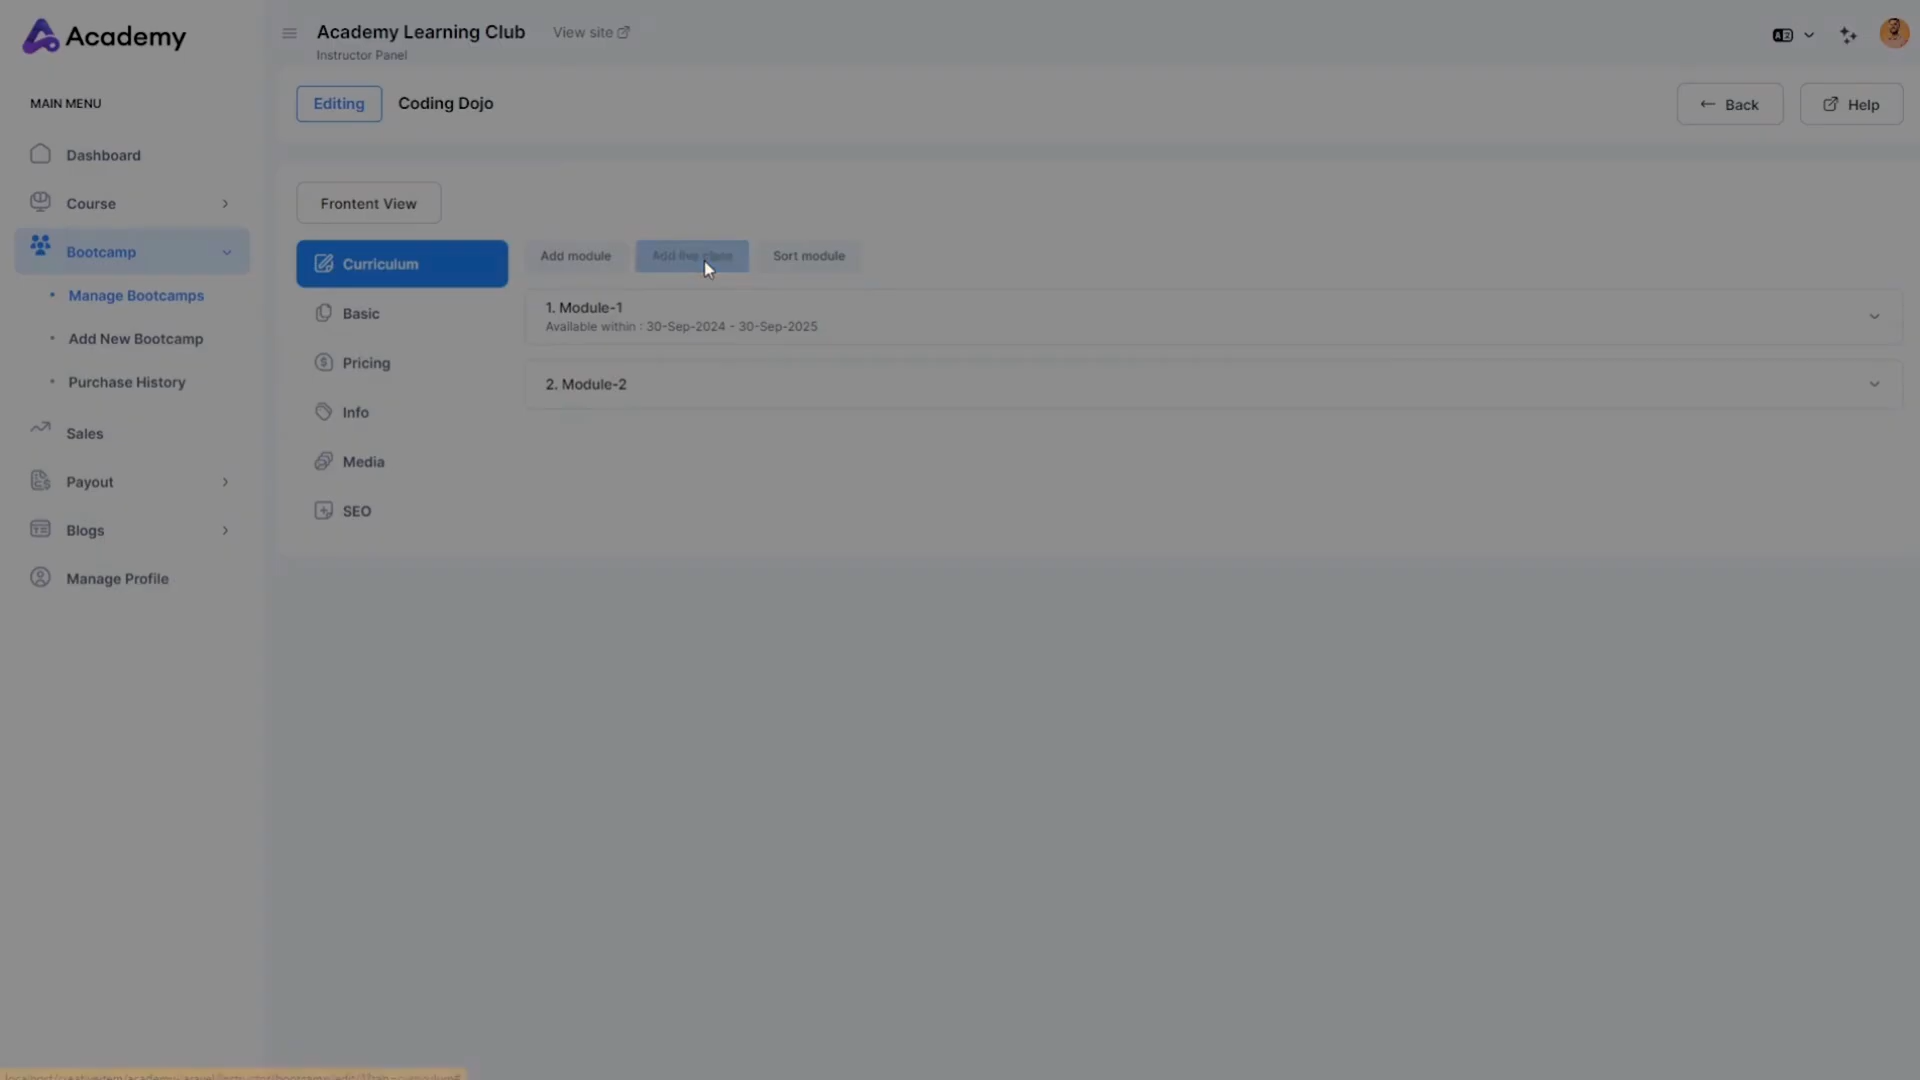 Academy
Academy Learning Club
View site
Instructor Panel
MAIN MENU
Editing
Coding Dojo
Back
Help
Dashboard
Course
Bootcamp
Manage Bootcamps
Add New Bootcamp
Purchase History
Sales
Payout
Blogs
Manage Profile
Frontent View
Curriculum
Basic
Pricing
Info
Media
SEO
Add module
Add live class
Sort module
1. Module-1
Available within : 30-Sep-2024 - 30-Sep-2025
2. Module-2